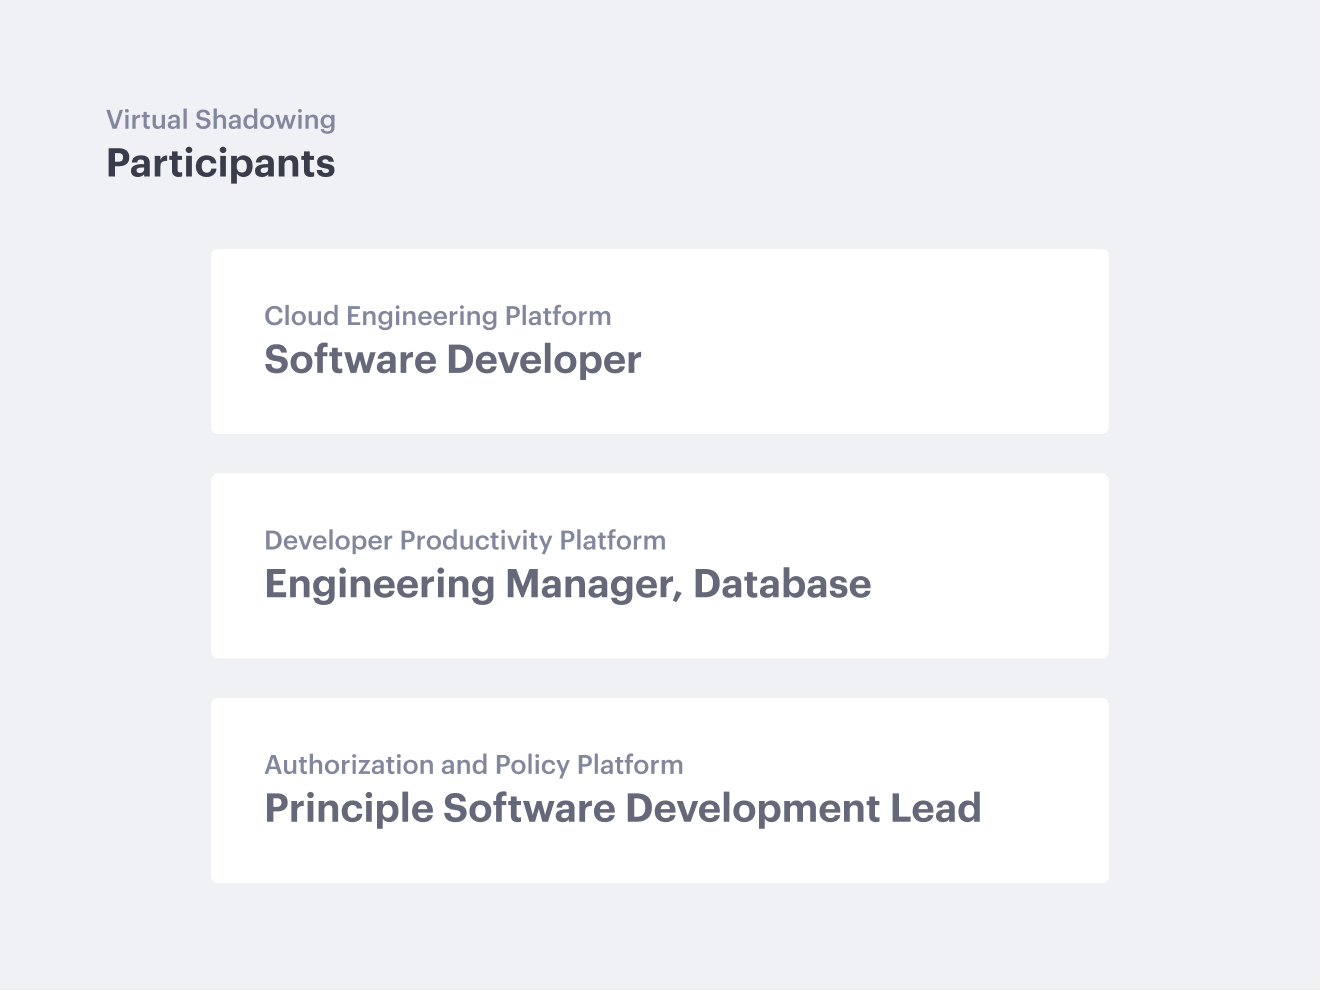 Virtual Shadowing
Participants
Cloud Engineering Platform
Software Developer
Developer Productivity Platform
Engineering Manager, Database
Authorization and Policy Platform
Principle Software Development Lead